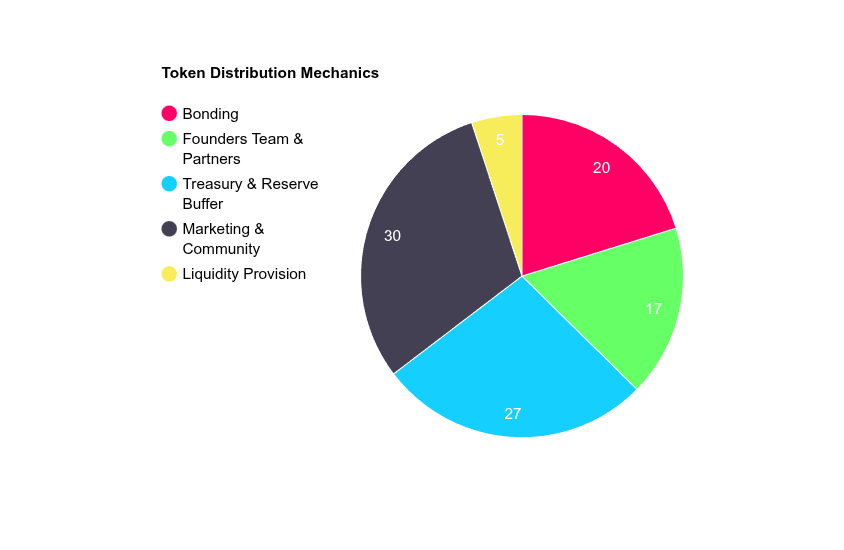 Token Distribution Mechanics
Bonding
Founders Team &
Partners
Treasury & Reserve
Buffer
Marketing &
Community
Liquidity Provision
5
20
30
17
27